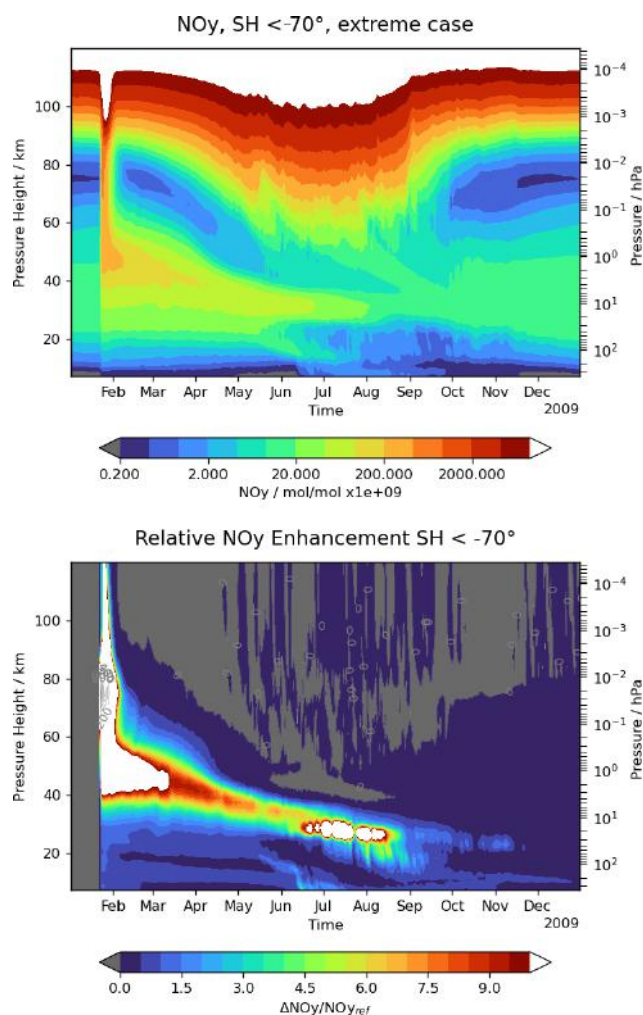 NOy, SH <-70°, extreme case
Pressure Height / km
100
80
60
40
20
10⁻⁴
10⁻³
10⁻²
10⁻¹
10⁰
10¹
10²
Pressure / hPa
Feb Mar Apr May Jun Jul Aug Sep Oct Nov Dec
Time
2009
0.200 2.000 20.000 200.000 2000.000
NOy / mol/mol x1e+09
Relative NOy Enhancement SH < -70°
Pressure Height / km
100
80
60
40
20
10⁻⁴
10⁻³
10⁻²
10⁻¹
10⁰
10¹
10²
Pressure / hPa
Feb Mar Apr May Jun Jul Aug Sep Oct Nov Dec
Time
2009
0.0 1.5 3.0 4.5 6.0 7.5 9.0
ΔNOy/NOy_ref